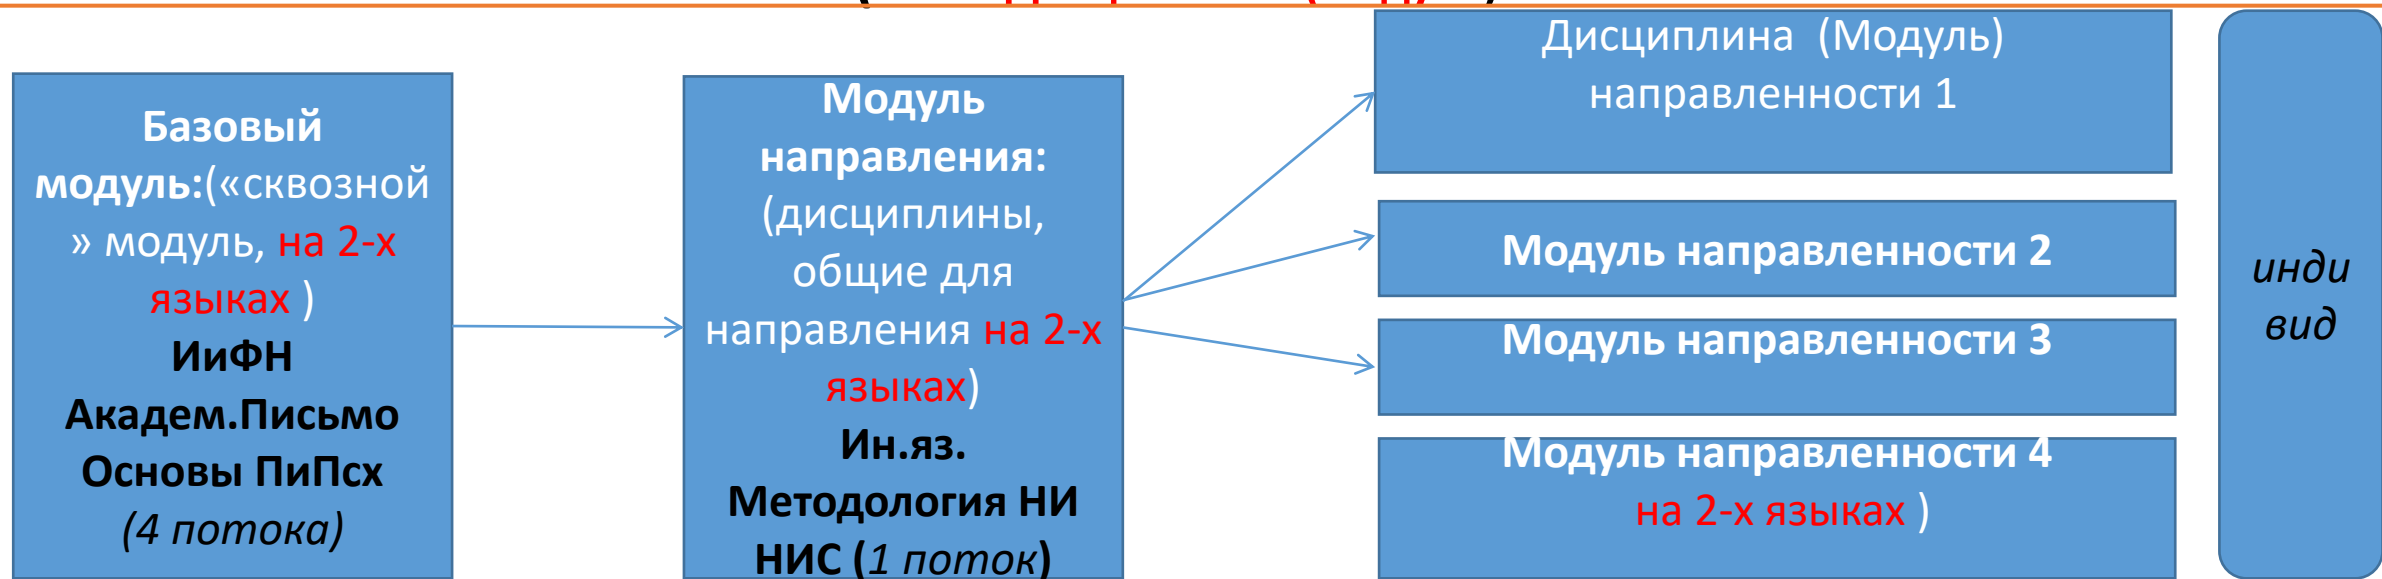 Базовый
модуль:(«сквозной
» модуль, на 2-х
языках )
ИиФН
Академ.Письмо
Основы ПиПсх
(4 потока)
Модуль
направления:
(дисциплины,
общие для
направления на 2-х
языках)
Ин.яз.
Методология НИ
НИС (1 поток)
Дисциплина (Модуль)
направленности 1
Модуль направленности 2
Модуль направленности 3
Модуль направленности 4
на 2-х языках )
инди
вид